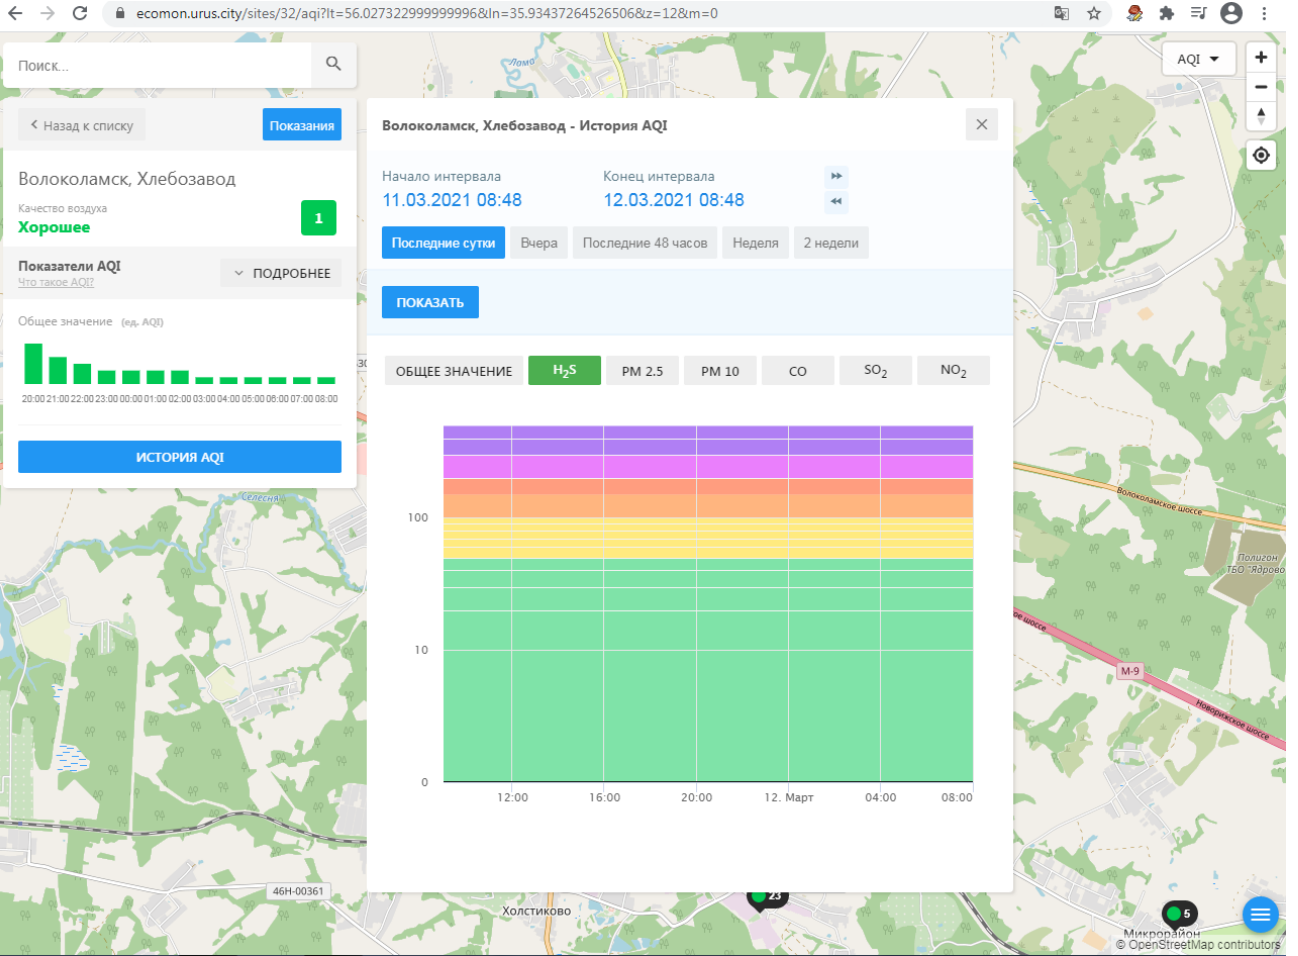 ecomon.urus.city/sites/32/aqi?lt=56.027322999999996&ln=35.93437264526506&z=12&m=0
Поиск...
AQI
Лама
Назад к списку
Показания
Волоколамск, Хлебозавод
Качество воздуха
Хорошее
1
Показатели AQI
Что такое AQI?
ПОДРОБНЕЕ
Общее значение (ед. AQI)
20:00 21:00 22:00 23:00 00:00 01:00 02:00 03:00 04:00 05:00 06:00 07:00 08:00
ИСТОРИЯ AQI
Волоколамск, Хлебозавод - История AQI
Начало интервала
11.03.2021 08:48
Конец интервала
12.03.2021 08:48
Последние сутки
Вчера
Последние 48 часов
Неделя
2 недели
ПОКАЗАТЬ
ОБЩЕЕ ЗНАЧЕНИЕ
H2S
PM 2.5
PM 10
CO
SO2
NO2
100
10
0
12:00 16:00 20:00 12. Март 04:00 08:00
Селесня
Волоколамское шоссе
Полигон
ТБО "Ядрово
ое шоссе
М-9
Новорижское шоссе
46Н-00361
23
Холстиково
5
Микрорайон
© OpenStreetMap contributors